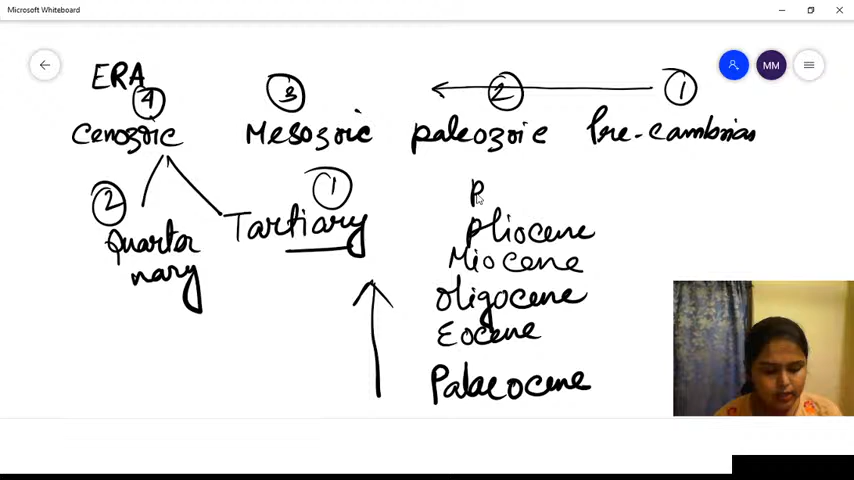 Microsoft Whiteboard
MM
ERA
4 3 2 1
Cenozoic Mesozoic Paleozoic Pre-cambrian
2 1
Quarter Tartiary
nary
P
Pliocene
Miocene
Oligocene
Eocene
Palaeocene